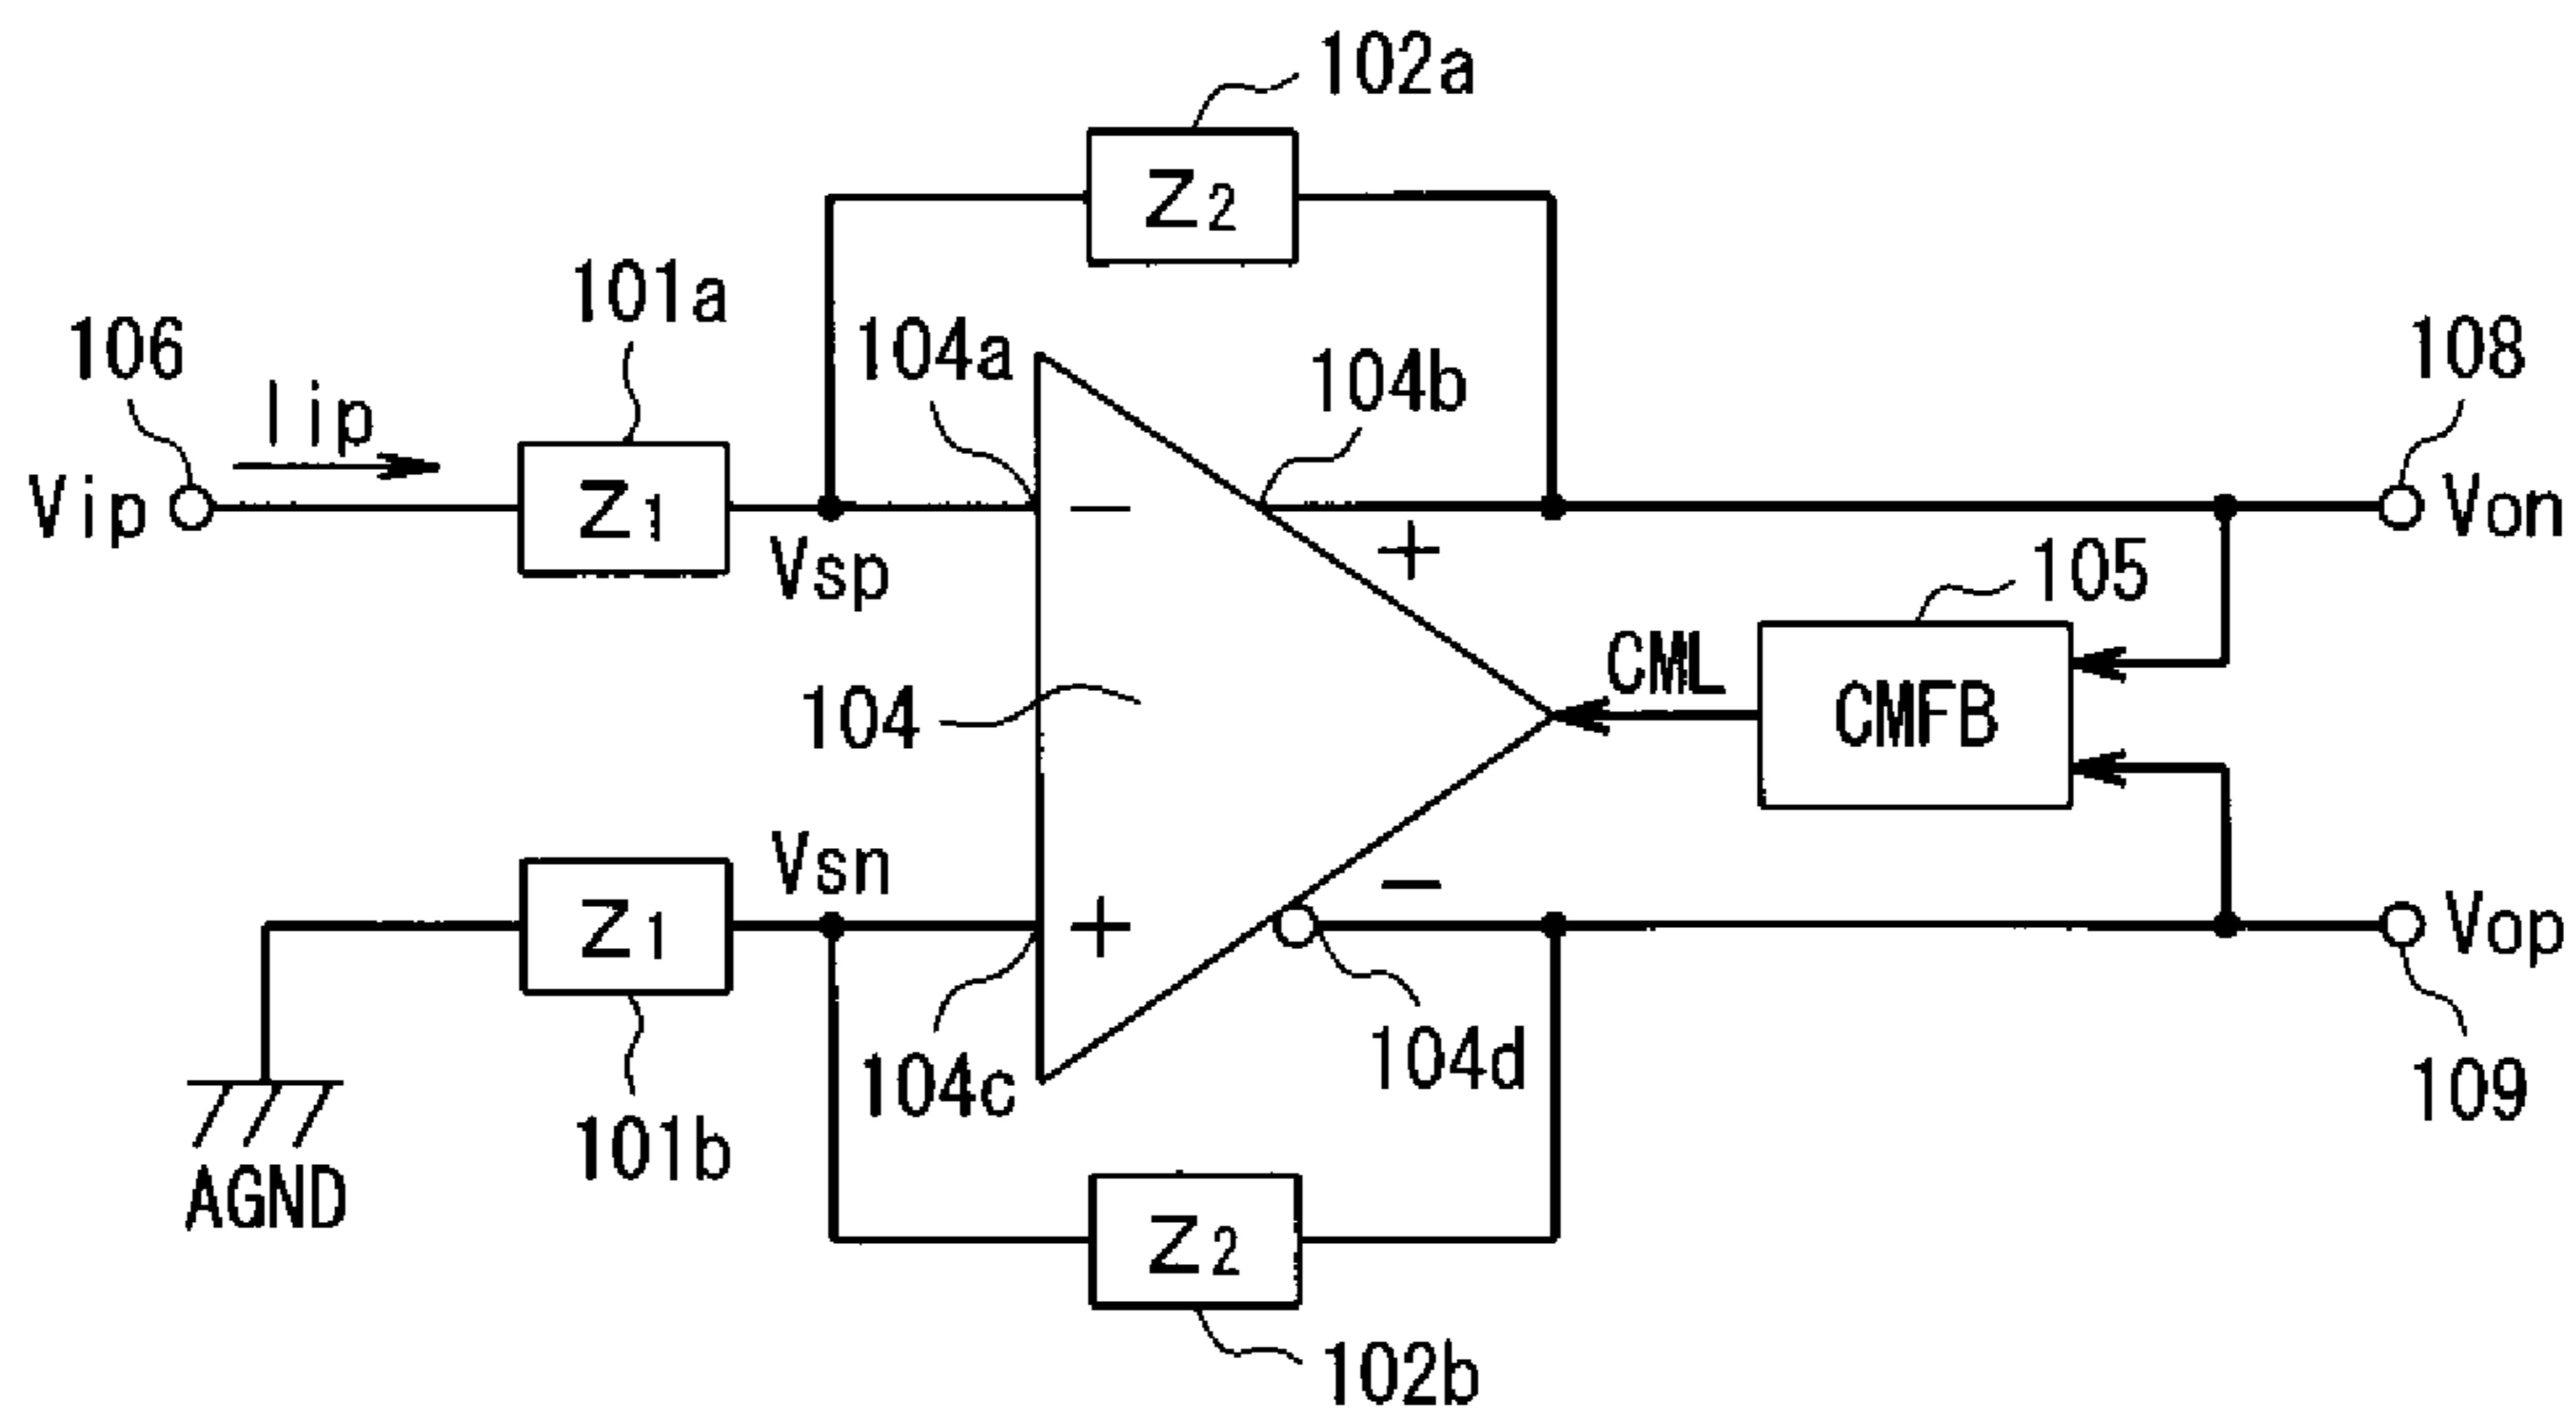 102a
Z2
101a
106
Iip
104a
104b
108
Vip
Z1
−
Von
Vsp
+
105
CML
104
CMFB
Vsn
−
Z1
+
Vop
104c
104d
109
101b
AGND
Z2
102b